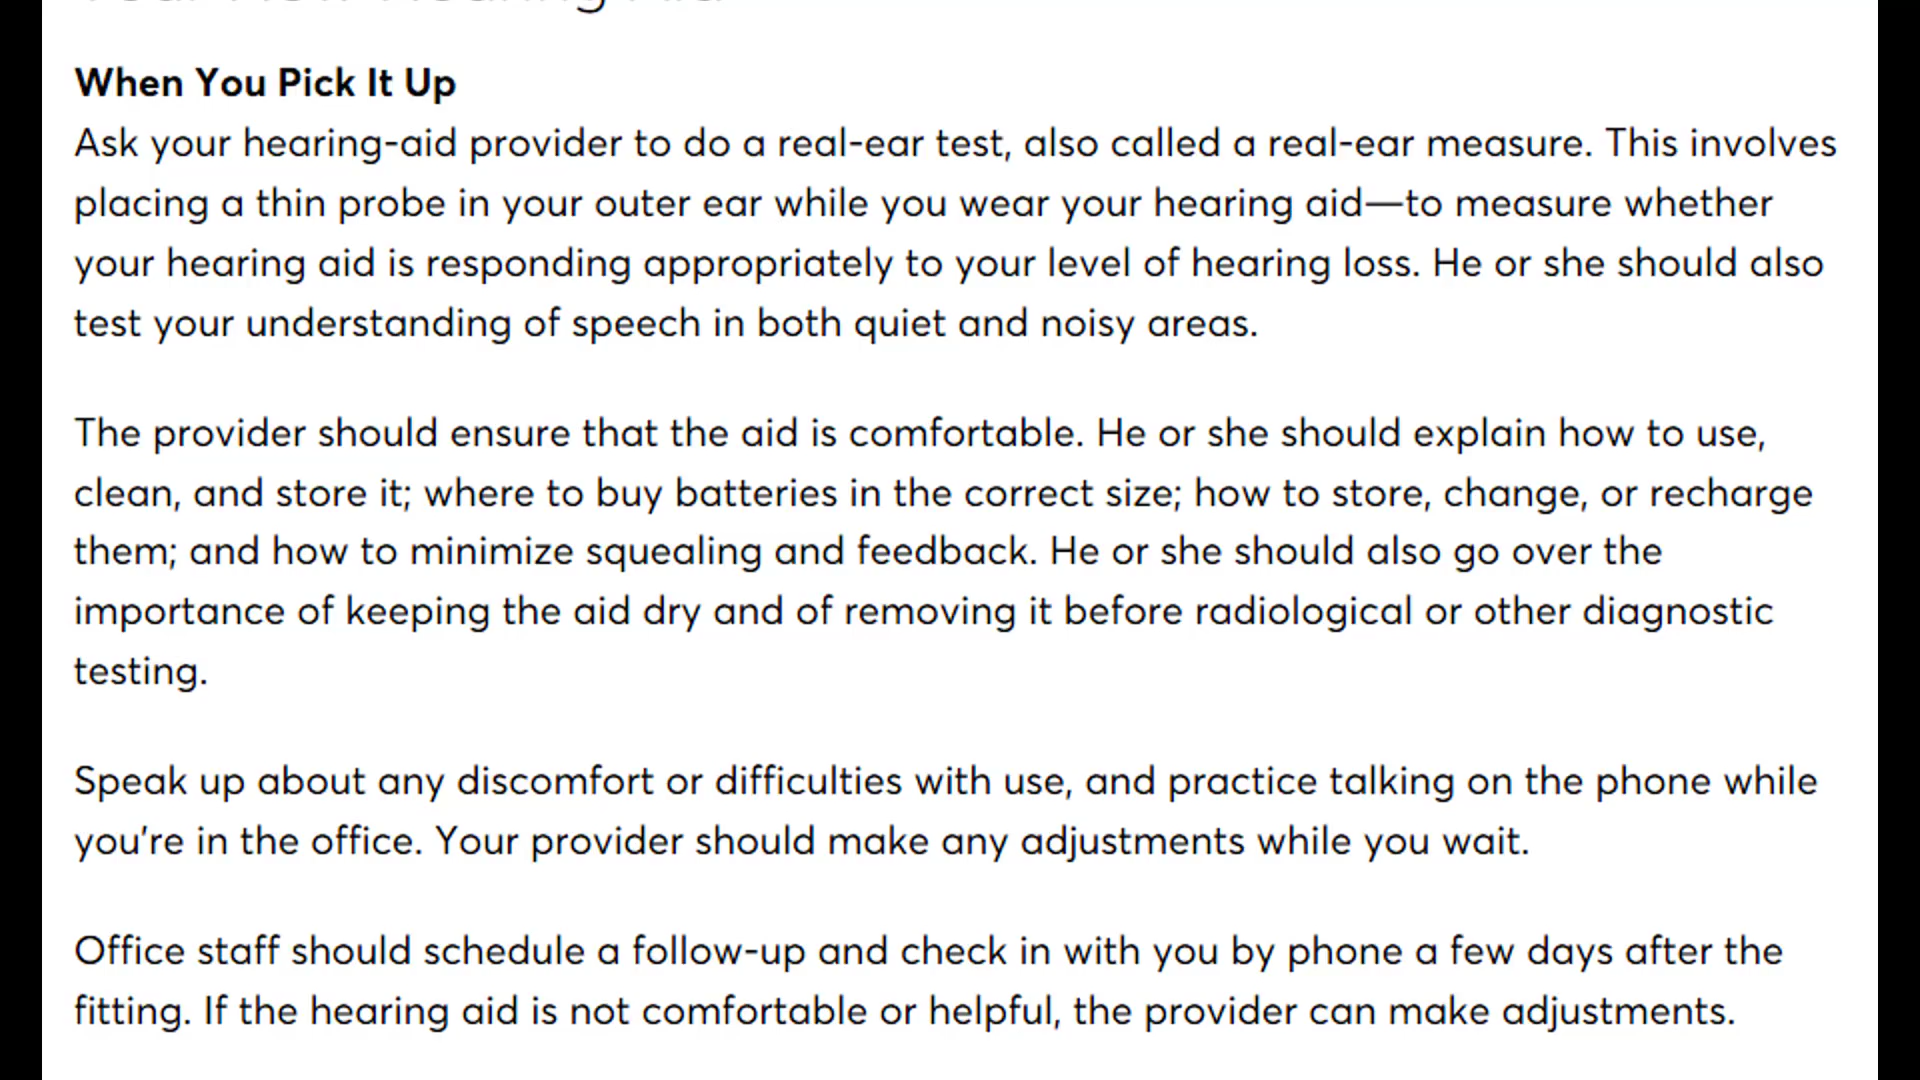 When You Pick It Up
Ask your hearing-aid provider to do a real-ear test, also called a real-ear measure. This involves
placing a thin probe in your outer ear while you wear your hearing aid—to measure whether
your hearing aid is responding appropriately to your level of hearing loss. He or she should also
test your understanding of speech in both quiet and noisy areas.
The provider should ensure that the aid is comfortable. He or she should explain how to use,
clean, and store it; where to buy batteries in the correct size; how to store, change, or recharge
them; and how to minimize squealing and feedback. He or she should also go over the
importance of keeping the aid dry and of removing it before radiological or other diagnostic
testing.
Speak up about any discomfort or difficulties with use, and practice talking on the phone while
you're in the office. Your provider should make any adjustments while you wait.
Office staff should schedule a follow-up and check in with you by phone a few days after the
fitting. If the hearing aid is not comfortable or helpful, the provider can make adjustments.